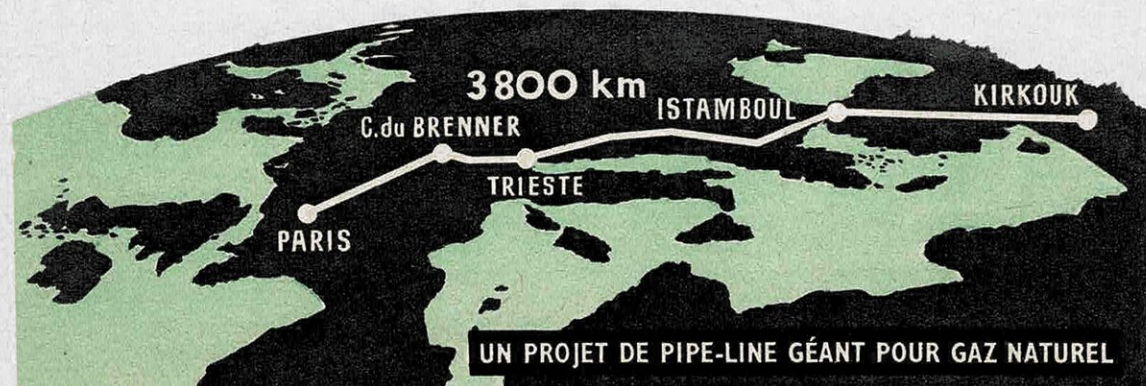 3800 km
ISTAMBOUL
KIRKOUK
C. du BRENNER
TRIESTE
PARIS
UN PROJET DE PIPE-LINE GÉANT POUR GAZ NATUREL